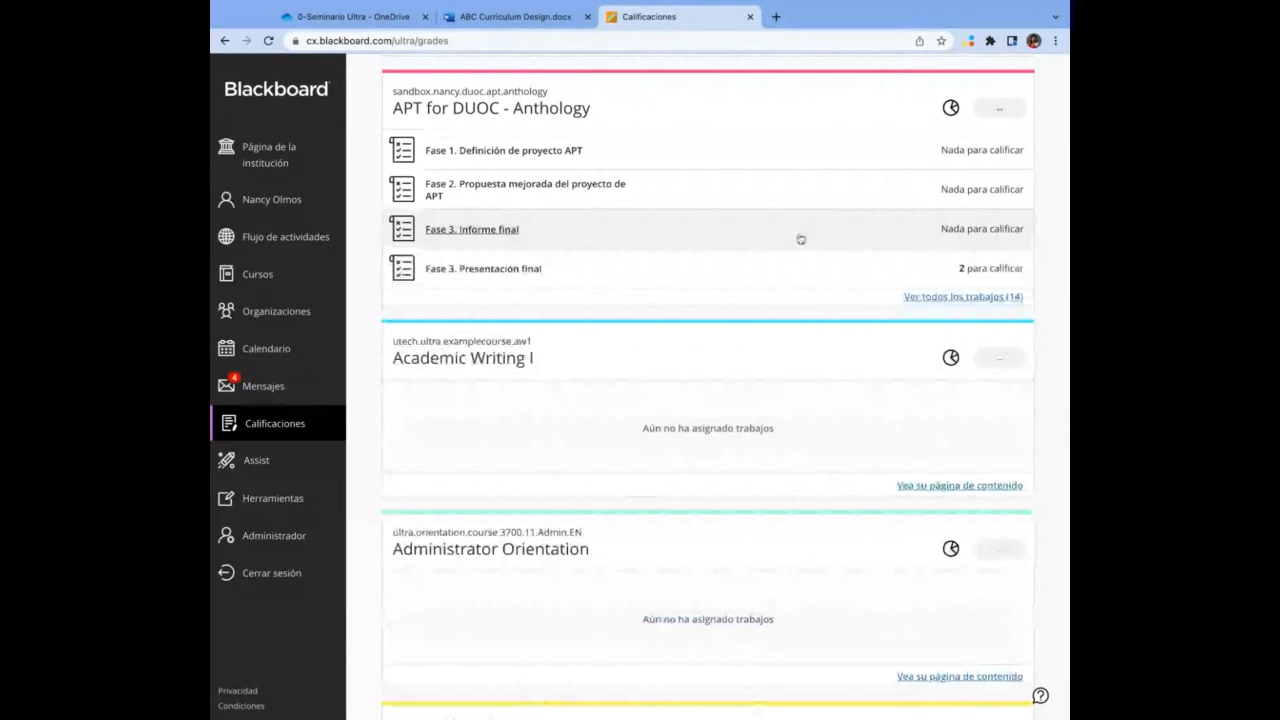 0-Seminario Ultra - OneDrive
ABC Curriculum Design.docx
Calificaciones
cx.blackboard.com/ultra/grades
Blackboard
Página de la
institución
Nancy Olmos
Flujo de actividades
Cursos
Organizaciones
Calendario
4
Mensajes
Calificaciones
Assist
Herramientas
Administrador
Cerrar sesión
Privacidad
Condiciones
sandbox.nancy.duoc.apt.anthology
APT for DUOC - Anthology
Fase 1. Definición de proyecto APT
Nada para calificar
Fase 2. Propuesta mejorada del proyecto de
APT
Nada para calificar
Fase 3. Informe final
Nada para calificar
Fase 3. Presentación final
2 para calificar
Ver todos los trabajos (14)
utech.ultra.examplecourse.aw1
Academic Writing I
Aún no ha asignado trabajos
Vea su página de contenido
ultra.orientation.course.3700.11.Admin.EN
Administrator Orientation
Aún no ha asignado trabajos
Vea su página de contenido